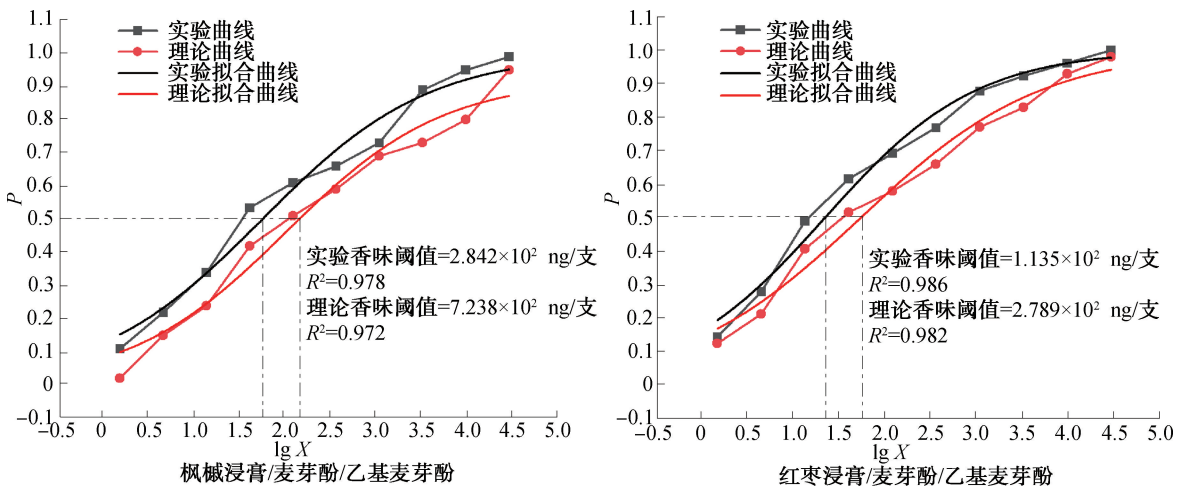 1.1
1.0
0.9
0.8
0.7
0.6
0.5
0.4
0.3
0.2
0.1
0
-0.1
P
实验曲线
理论曲线
实验拟合曲线
理论拟合曲线
实验香味阈值=2.842×10² ng/支
R²=0.978
理论香味阈值=7.238×10² ng/支
R²=0.972
-0.5 0 0.5 1.0 1.5 2.0 2.5 3.0 3.5 4.0 4.5 5.0
lg X
枫槭浸膏/麦芽酚/乙基麦芽酚
1.1
1.0
0.9
0.8
0.7
0.6
0.5
0.4
0.3
0.2
0.1
0
-0.1
P
实验曲线
理论曲线
实验拟合曲线
理论拟合曲线
实验香味阈值=1.135×10² ng/支
R²=0.986
理论香味阈值=2.789×10² ng/支
R²=0.982
-0.5 0 0.5 1.0 1.5 2.0 2.5 3.0 3.5 4.0 4.5 5.0
lg X
红枣浸膏/麦芽酚/乙基麦芽酚